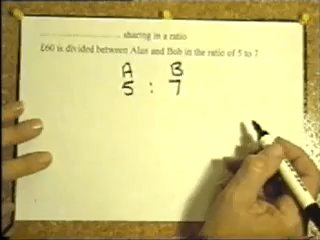 sharing in a ratio
£60 is divided between Alan and Bob in the ratio of 5 to 7
A B
5 : 7